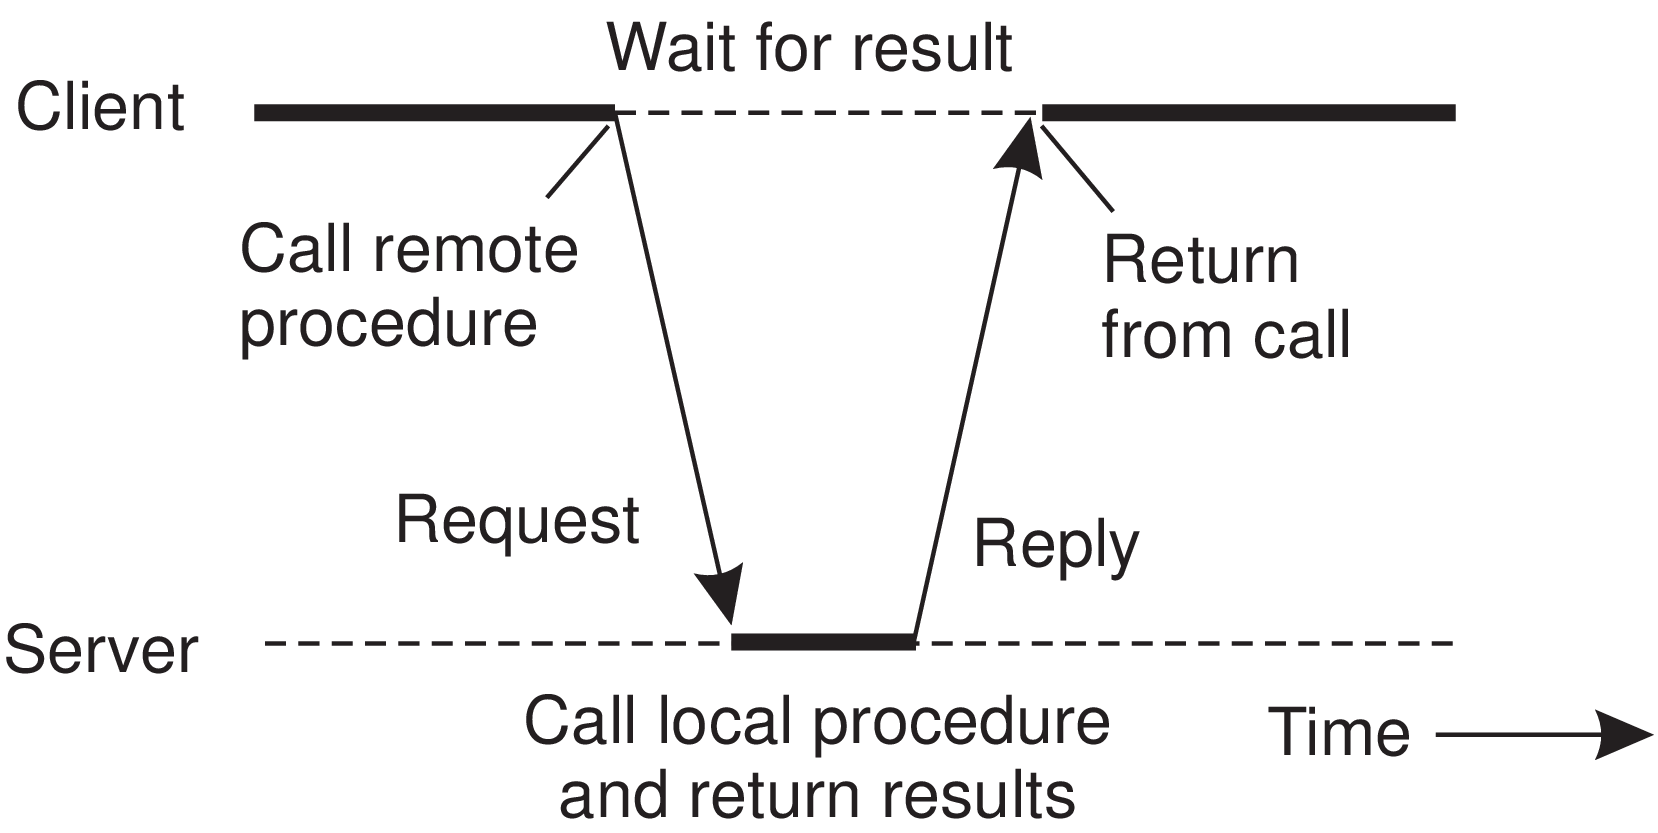 Wait for result
Client
Call remote
procedure
Return
from call
Request
Reply
Server
Call local procedure
and return results
Time